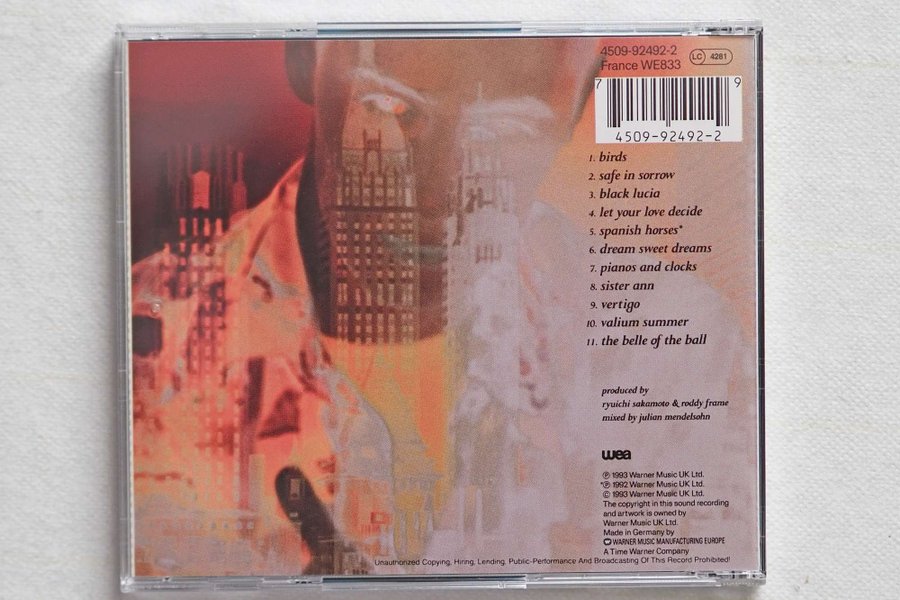 4509-92492-2
France WE833
LC 4281
7 9
4509-92492-2
1. birds
2. safe in sorrow
3. black lucia
4. let your love decide
5. spanish horses*
6. dream sweet dreams
7. pianos and clocks
8. sister ann
9. vertigo
10. valium summer
11. the belle of the ball
produced by
ryuichi sakamoto & roddy frame
mixed by julian mendelsohn
wea
℗ 1993 Warner Music UK Ltd.
*℗ 1992 Warner Music UK Ltd.
© 1993 Warner Music UK Ltd.
The copyright in this sound recording
and artwork is owned by
Warner Music UK Ltd.
Made in Germany by
WARNER MUSIC MANUFACTURING EUROPE
A Time Warner Company
Unauthorized Copying, Hiring, Lending, Public-Performance And Broadcasting Of This Record Prohibited!